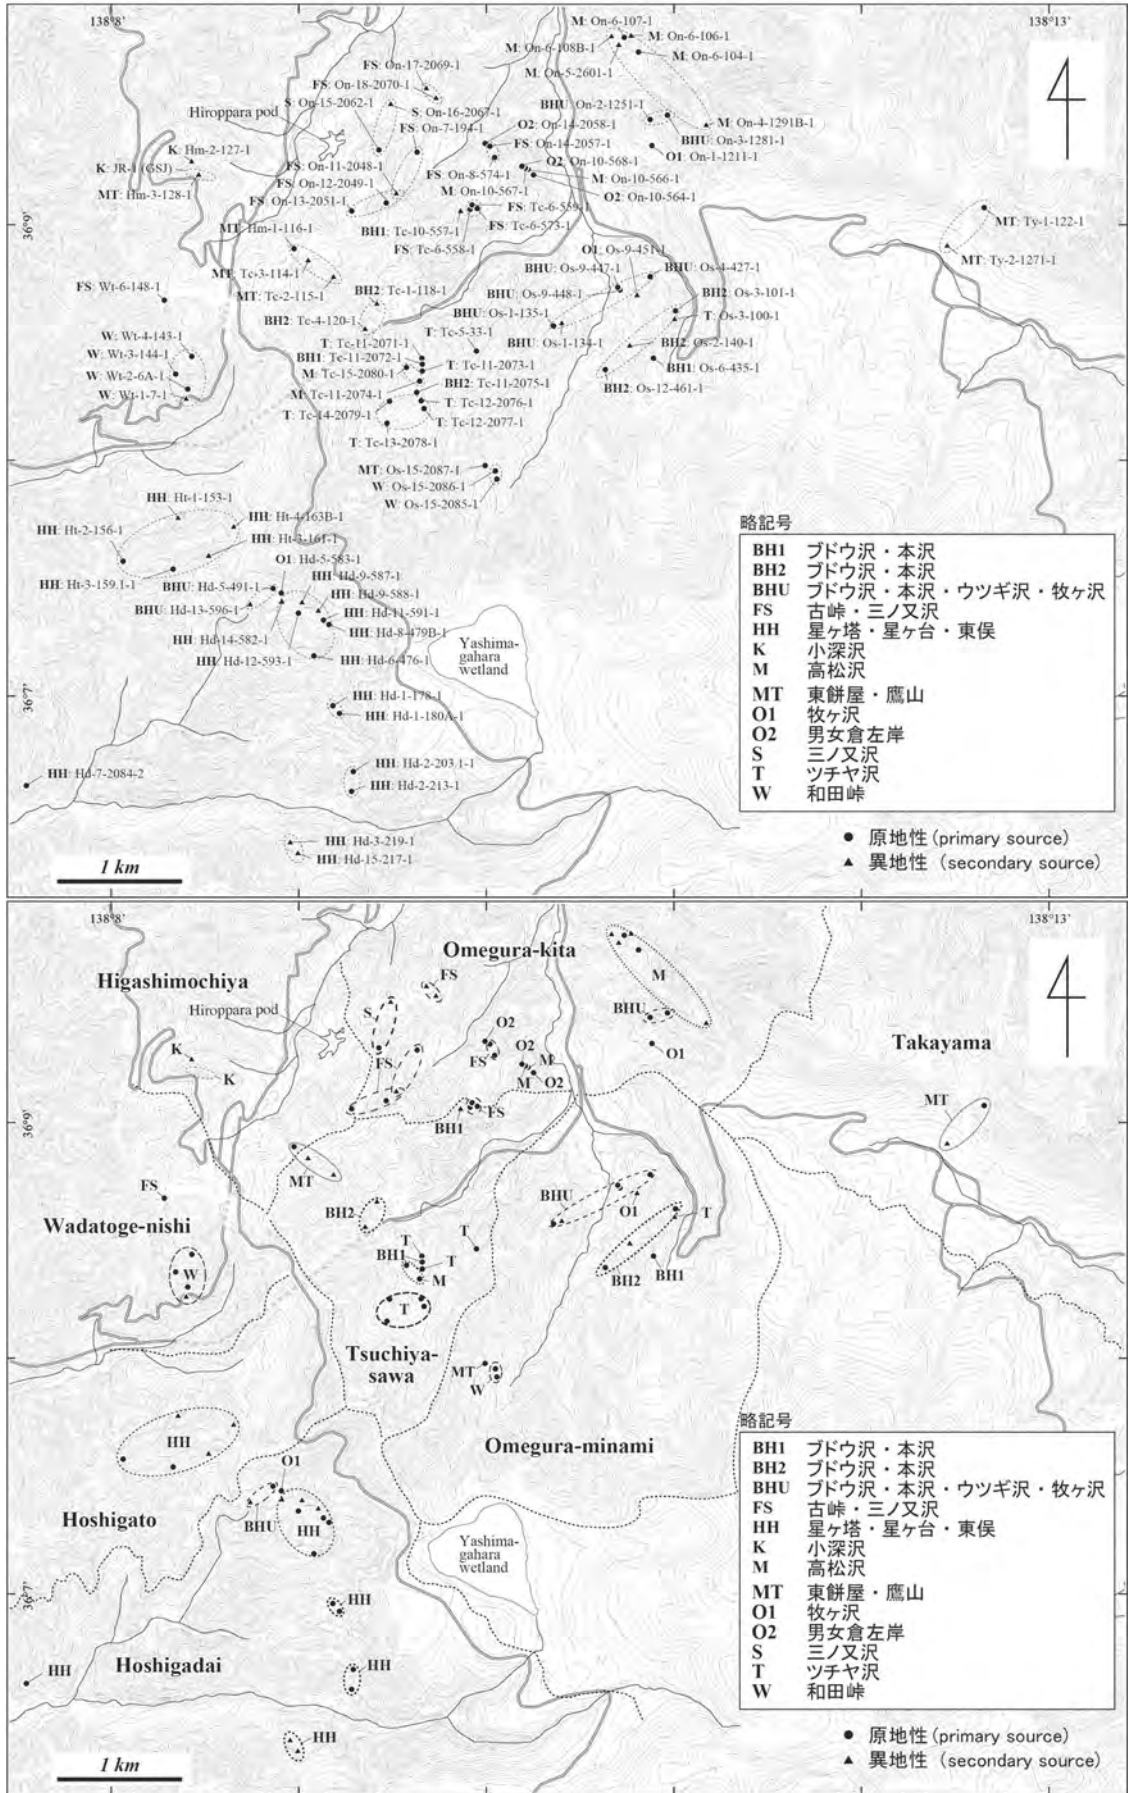 138°8’
138°13’
M: On-6-107-1
M: On-6-106-1
M: On-6-108B-1
M: On-6-104-1
FS: On-17-2069-1
M: On-5-2601-1
FS: On-18-2070-1
S: On-15-2062-1
BHU: On-2-1251-1
S: On-16-2067-1
Hiroppara pod
O2: On-14-2058-1
M: On-4-1291B-1
FS: On-7-194-1
BHU: On-3-1281-1
FS: On-14-2057-1
K: Hm-2-127-1
O2: On-10-568-1
O1: On-1-1211-1
FS: On-11-2048-1
K: JR-1 (GSJ)
FS: On-8-574-1
M: On-10-566-1
FS: On-12-2049-1
MT: Hm-3-128-1
M: On-10-567-1
O2: On-10-564-1
FS: On-13-2051-1
FS: Tc-6-559-1
36°9’
FS: Tc-6-573-1
MT: Ty-1-122-1
MT: Hm-1-116-1
BH1: Tc-10-557-1
FS: Tc-6-558-1
O1: Os-9-451-1
MT: Ty-2-1271-1
MT: Tc-3-114-1
BHU: Os-9-447-1
BHU: Os-4-427-1
FS: Wt-6-148-1
MT: Tc-2-115-1
BH2: Tc-1-118-1
BHU: Os-9-448-1
BH2: Os-3-101-1
BHU: Os-1-135-1
T: Os-3-100-1
BH2: Tc-4-120-1
T: Tc-5-33-1
W: Wt-4-143-1
T: Tc-11-2071-1
BHU: Os-1-134-1
BH2: Os-2-140-1
W: Wt-3-144-1
BH1: Tc-11-2072-1
T: Tc-11-2073-1
BH1: Os-6-435-1
M: Tc-15-2080-1
W: Wt-2-6A-1
BH2: Tc-11-2075-1
BH2: Os-12-461-1
M: Tc-11-2074-1
W: Wt-1-7-1
T: Tc-12-2076-1
T: Tc-14-2079-1
T: Tc-12-2077-1
T: Tc-13-2078-1
MT: Os-15-2087-1
W: Os-15-2086-1
W: Os-15-2085-1
HH: Ht-1-153-1
HH: Ht-2-156-1
HH: Ht-4-163B-1
HH: Ht-3-161-1
O1: Hd-5-583-1
HH: Hd-9-587-1
HH: Ht-3-159.1-1
BHU: Hd-5-491-1
HH: Hd-9-588-1
BHU: Hd-13-596-1
HH: Hd-11-591-1
HH: Hd-8-479B-1
HH: Hd-14-582-1
HH: Hd-12-593-1
HH: Hd-6-476-1
Yashima-
gahara
wetland
36°7’
HH: Hd-1-178-1
HH: Hd-1-180A-1
HH: Hd-7-2084-2
HH: Hd-2-203.1-1
HH: Hd-2-213-1
HH: Hd-3-219-1
HH: Hd-15-217-1
1 km
略記号
BH1 ブドウ沢・本沢
BH2 ブドウ沢・本沢
BHU ブドウ沢・本沢・ウツギ沢・牧ヶ沢
FS 古峠・三ノ又沢
HH 星ヶ塔・星ヶ台・東俣
K 小深沢
M 高松沢
MT 東餅屋・鷹山
O1 牧ヶ沢
O2 男女倉左岸
S 三ノ又沢
T ツチヤ沢
W 和田峠
● 原地性 (primary source)
▲ 異地性 (secondary source)
138°8’
138°13’
Omegura-kita
Higashimochiya
FS
M
Hiroppara pod
S
BHU
O2
O2
O1
Takayama
K
FS
FS
M
K
M
O2
MT
36°9’
BH1
FS
MT
FS
BHU
BH2
O1
T
Wadatoge-nishi
T
T
BH1
T
W
M
BH2
BH1
T
Tsuchiya-
sawa
MT
W
HH
Omegura-minami
O1
Hoshigato
BHU
HH
Yashima-
gahara
wetland
36°7’
HH
Hoshigadai
HH
HH
HH
1 km
略記号
BH1 ブドウ沢・本沢
BH2 ブドウ沢・本沢
BHU ブドウ沢・本沢・ウツギ沢・牧ヶ沢
FS 古峠・三ノ又沢
HH 星ヶ塔・星ヶ台・東俣
K 小深沢
M 高松沢
MT 東餅屋・鷹山
O1 牧ヶ沢
O2 男女倉左岸
S 三ノ又沢
T ツチヤ沢
W 和田峠
● 原地性 (primary source)
▲ 異地性 (secondary source)